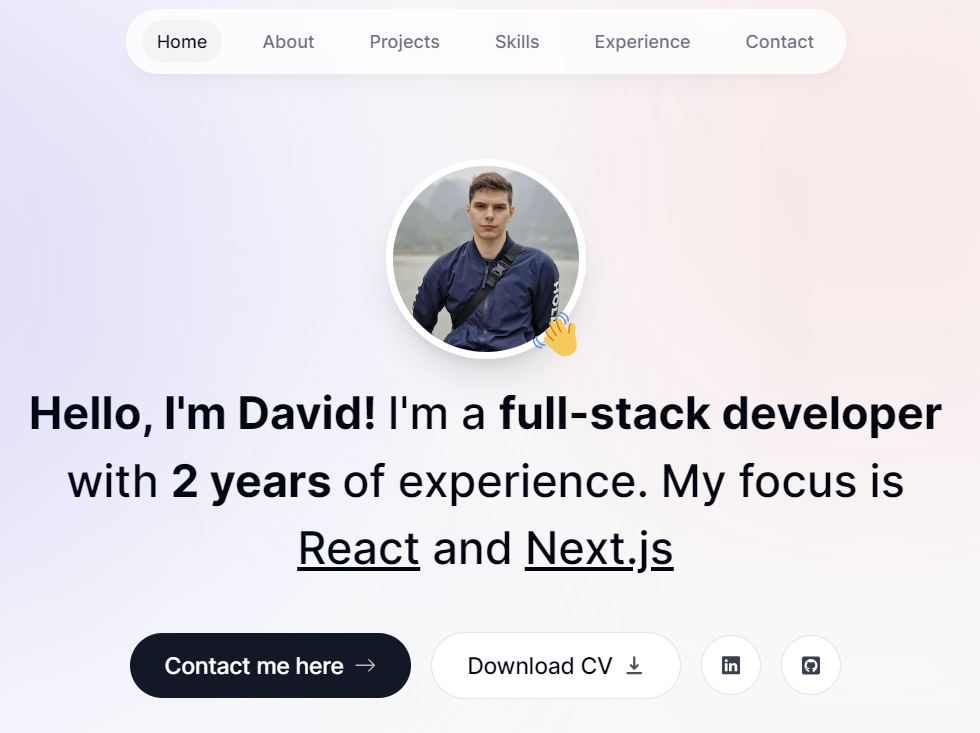 Home About Projects Skills Experience Contact
Hello, I'm David! I'm a full-stack developer
with 2 years of experience. My focus is
React and Next.js
Contact me here Download CV in